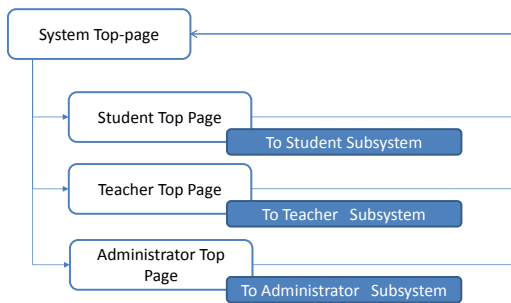 System Top-page
Student Top Page
To Student Subsystem
Teacher Top Page
To Teacher Subsystem
Administrator Top
Page
To Administrator Subsystem